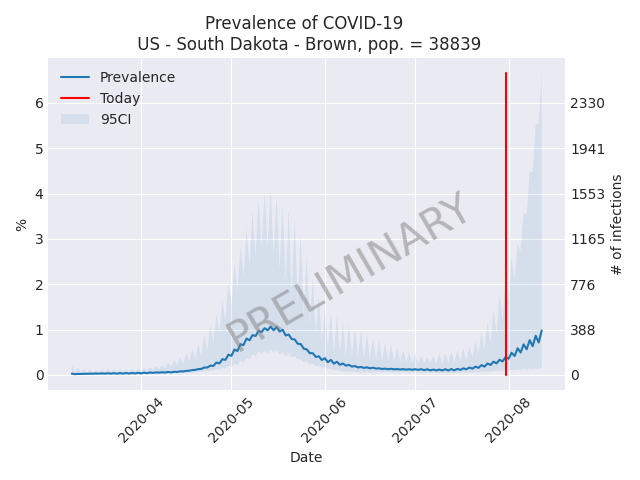 Prevalence of COVID-19
US - South Dakota - Brown, pop. = 38839
Prevalence
Today
95CI
PRELIMINARY
%
6
5
4
3
2
1
0
2330
1941
1553
1165
776
388
0
# of infections
2020-04
2020-05
2020-06
2020-07
2020-08
Date